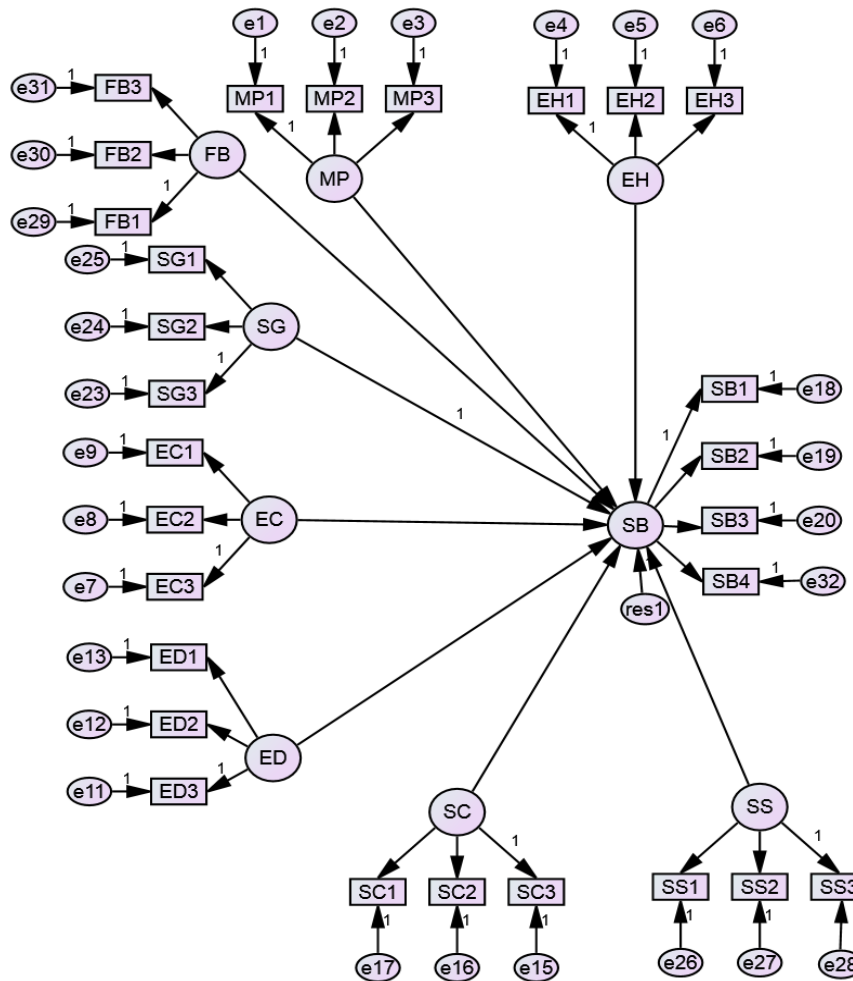 e1 e2 e3 e4 e5 e6
1 1 1 1 1 1
e31 1 FB3 MP1 MP2 MP3 EH1 EH2 EH3
1 1
e30 1 FB2 FB MP EH
1
e29 1 FB1
e25 1 SG1
e24 1 SG2 SG
1
e23 1 SG3 SB1 1 e18
1 1
e9 1 EC1 SB2 1 e19
e8 1 EC2 EC SB SB3 1 e20
1
e7 1 EC3 SB4 1 e32
res1 1
e13 1 ED1
e12 1 ED2
ED
1
e11 1 ED3
SC SS
1 1
SC1 SC2 SC3 SS1 SS2 SS3
1 1 1 1 1
e17 e16 e15 e26 e27 e28